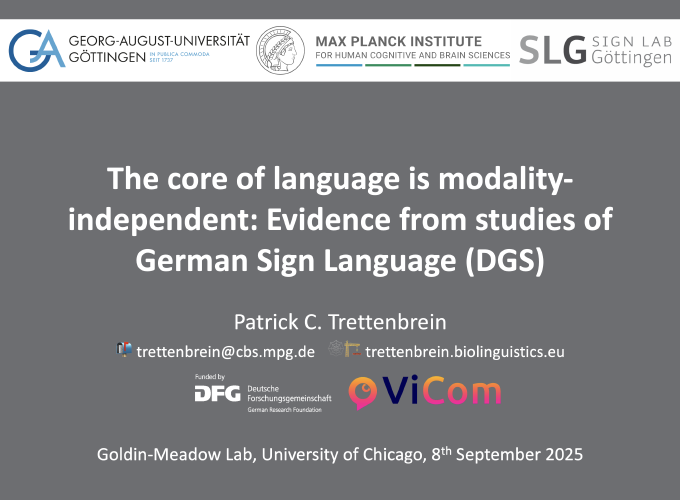 GEORG-AUGUST-UNIVERSITÄT
GÖTTINGEN IN PUBLICA COMMODA
SEIT 1737
MAX PLANCK INSTITUTE
FOR HUMAN COGNITIVE AND BRAIN SCIENCES
SLG SIGN LAB
Göttingen
The core of language is modality-
independent: Evidence from studies of
German Sign Language (DGS)
Patrick C. Trettenbrein
trettenbrein@cbs.mpg.de trettenbrein.biolinguistics.eu
Funded by
DFG Deutsche
Forschungsgemeinschaft
German Research Foundation
ViCom
Goldin-Meadow Lab, University of Chicago, 8th September 2025